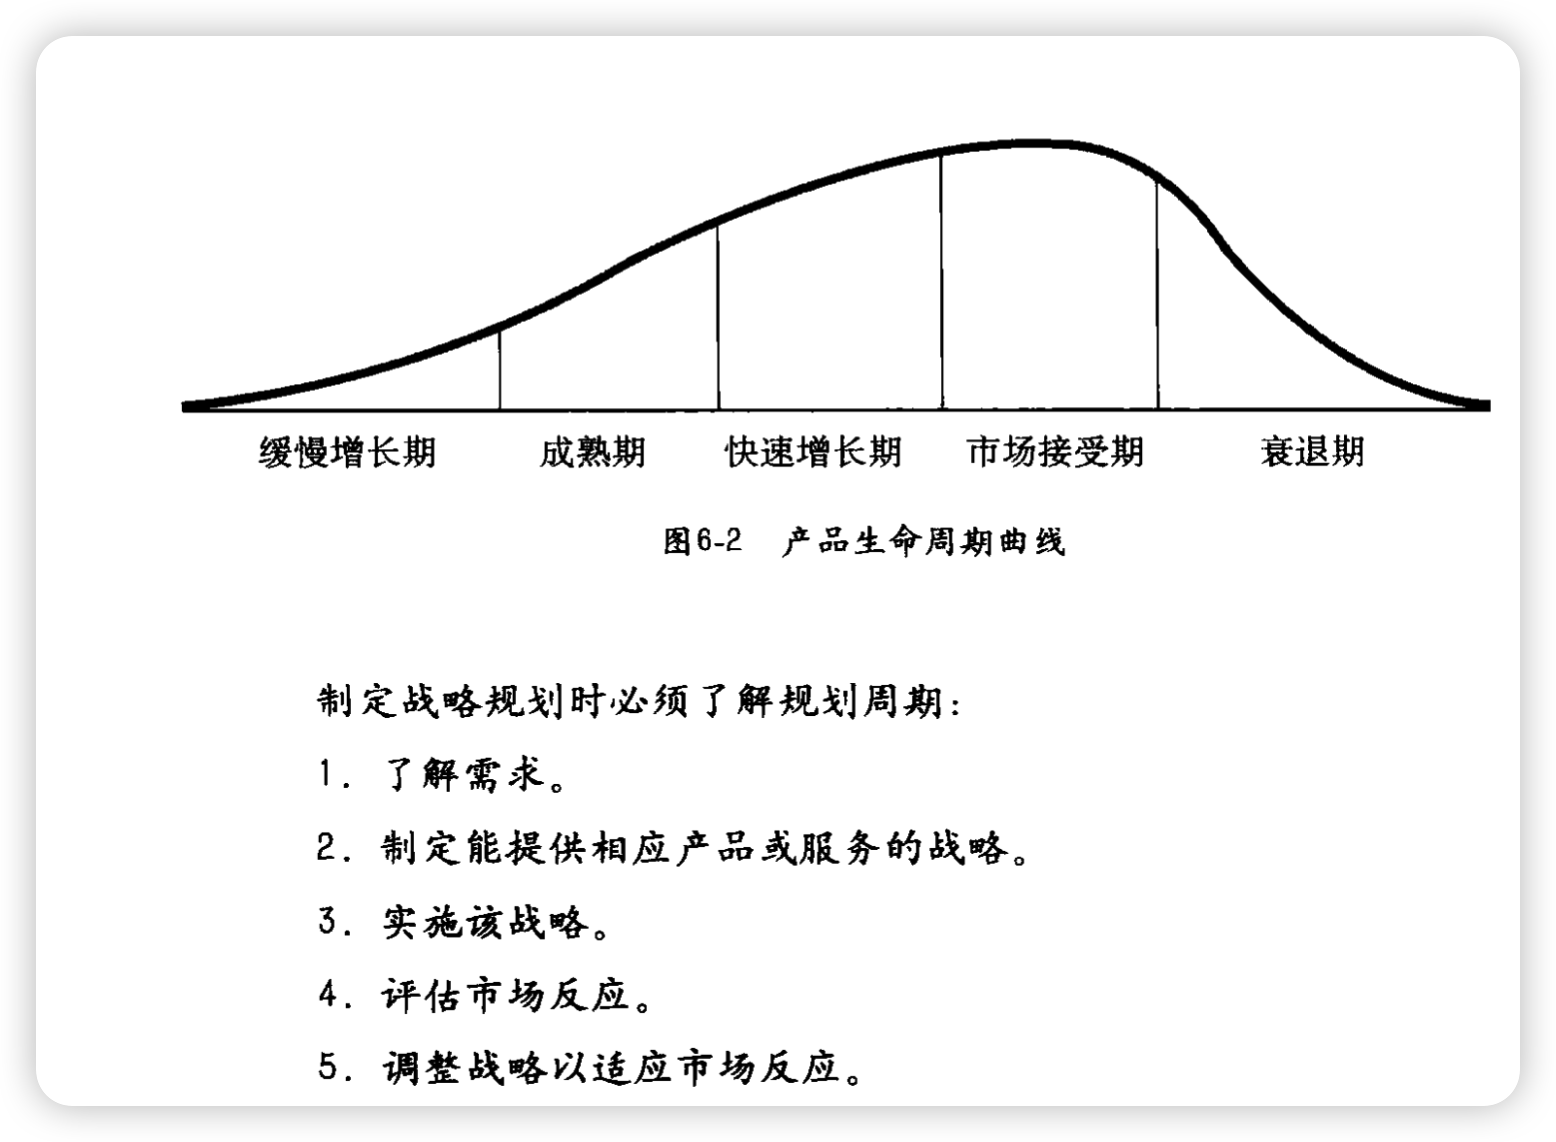 缓慢增长期 成熟期 快速增长期 市场接受期 衰退期
图6-2 产品生命周期曲线
制定战略规划时必须了解规划周期：
1. 了解需求。
2. 制定能提供相应产品或服务的战略。
3. 实施该战略。
4. 评估市场反应。
5. 调整战略以适应市场反应。